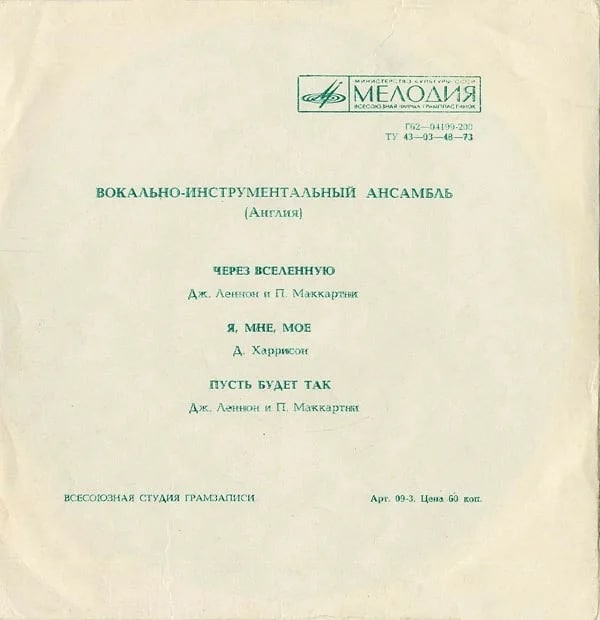 МИНИСТЕРСТВО КУЛЬТУРЫ СССР
МЕЛОДИЯ
ВСЕСОЮЗНАЯ ФИРМА ГРАМПЛАСТИНОК
Г62—04199-200
ТУ 43—03—48—73
ВОКАЛЬНО-ИНСТРУМЕНТАЛЬНЫЙ АНСАМБЛЬ
(Англия)
ЧЕРЕЗ ВСЕЛЕННУЮ
Дж. Леннон и П. Маккартни
Я, МНЕ, МОЕ
Д. Харрисон
ПУСТЬ БУДЕТ ТАК
Дж. Леннон и П. Маккартни
ВСЕСОЮЗНАЯ СТУДИЯ ГРАМЗАПИСИ
Арт. 09-3. Цена 60 коп.